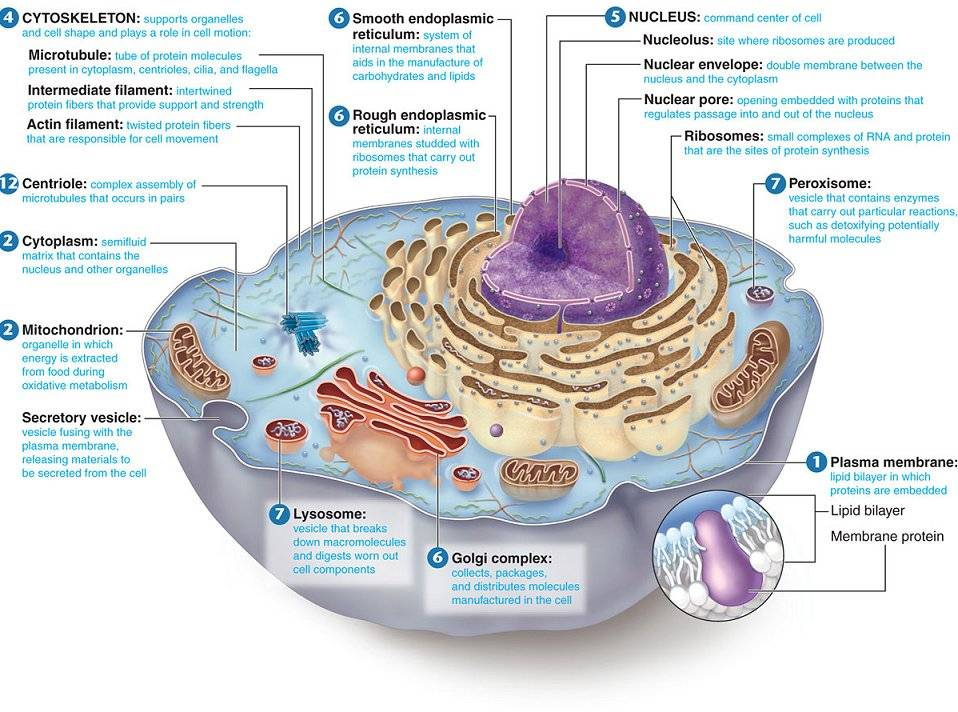 4 CYTOSKELETON: supports organelles
and cell shape and plays a role in cell motion:
Microtubule: tube of protein molecules
present in cytoplasm, centrioles, cilia, and flagella
Intermediate filament: intertwined
protein fibers that provide support and strength
Actin filament: twisted protein fibers
that are responsible for cell movement
12 Centriole: complex assembly of
microtubules that occurs in pairs
2 Cytoplasm: semifluid
matrix that contains the
nucleus and other organelles
2 Mitochondrion:
organelle in which
energy is extracted
from food during
oxidative metabolism
Secretory vesicle:
vesicle fusing with the
plasma membrane,
releasing materials to
be secreted from the cell
6 Smooth endoplasmic
reticulum: system of
internal membranes that
aids in the manufacture of
carbohydrates and lipids
6 Rough endoplasmic
reticulum: internal
membranes studded with
ribosomes that carry out
protein synthesis
5 NUCLEUS: command center of cell
Nucleolus: site where ribosomes are produced
Nuclear envelope: double membrane between the
nucleus and the cytoplasm
Nuclear pore: opening embedded with proteins that
regulates passage into and out of the nucleus
Ribosomes: small complexes of RNA and protein
that are the sites of protein synthesis
7 Peroxisome:
vesicle that contains enzymes
that carry out particular reactions,
such as detoxifying potentially
harmful molecules
7 Lysosome:
vesicle that breaks
down macromolecules
and digests worn out
cell components
6 Golgi complex:
collects, packages,
and distributes molecules
manufactured in the cell
1 Plasma membrane:
lipid bilayer in which
proteins are embedded
Lipid bilayer
Membrane protein